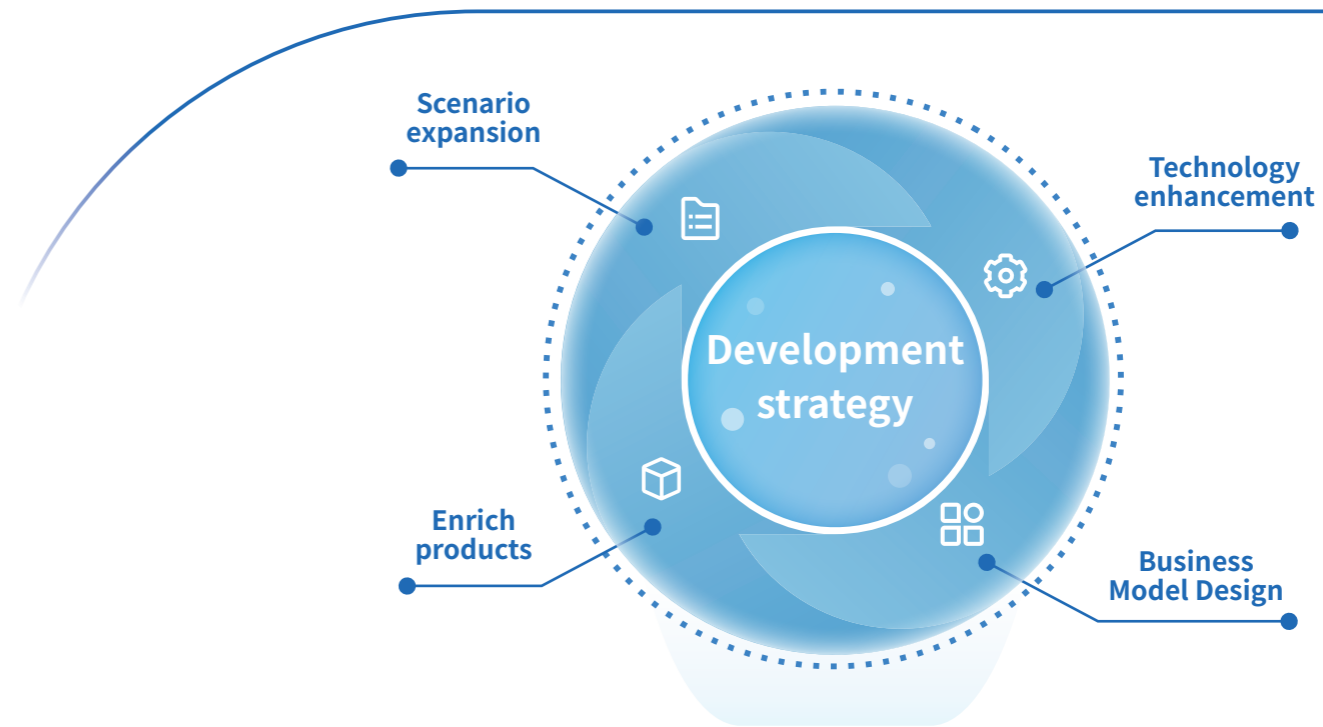 Scenario
expansion
Technology
enhancement
Development
strategy
Enrich
products
Business
Model Design